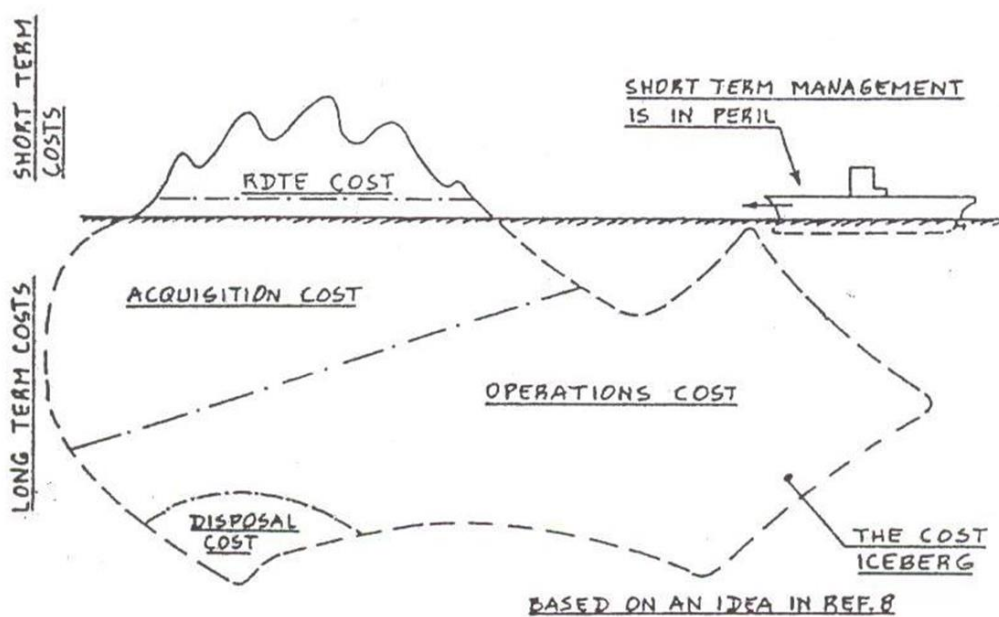 SHORT TERM
COSTS
SHORT TERM MANAGEMENT
IS IN PERIL
RDTE COST
LONG TERM COSTS
ACQUISITION COST
OPERATIONS COST
DISPOSAL
COST
THE COST
ICEBERG
BASED ON AN IDEA IN REF. 8